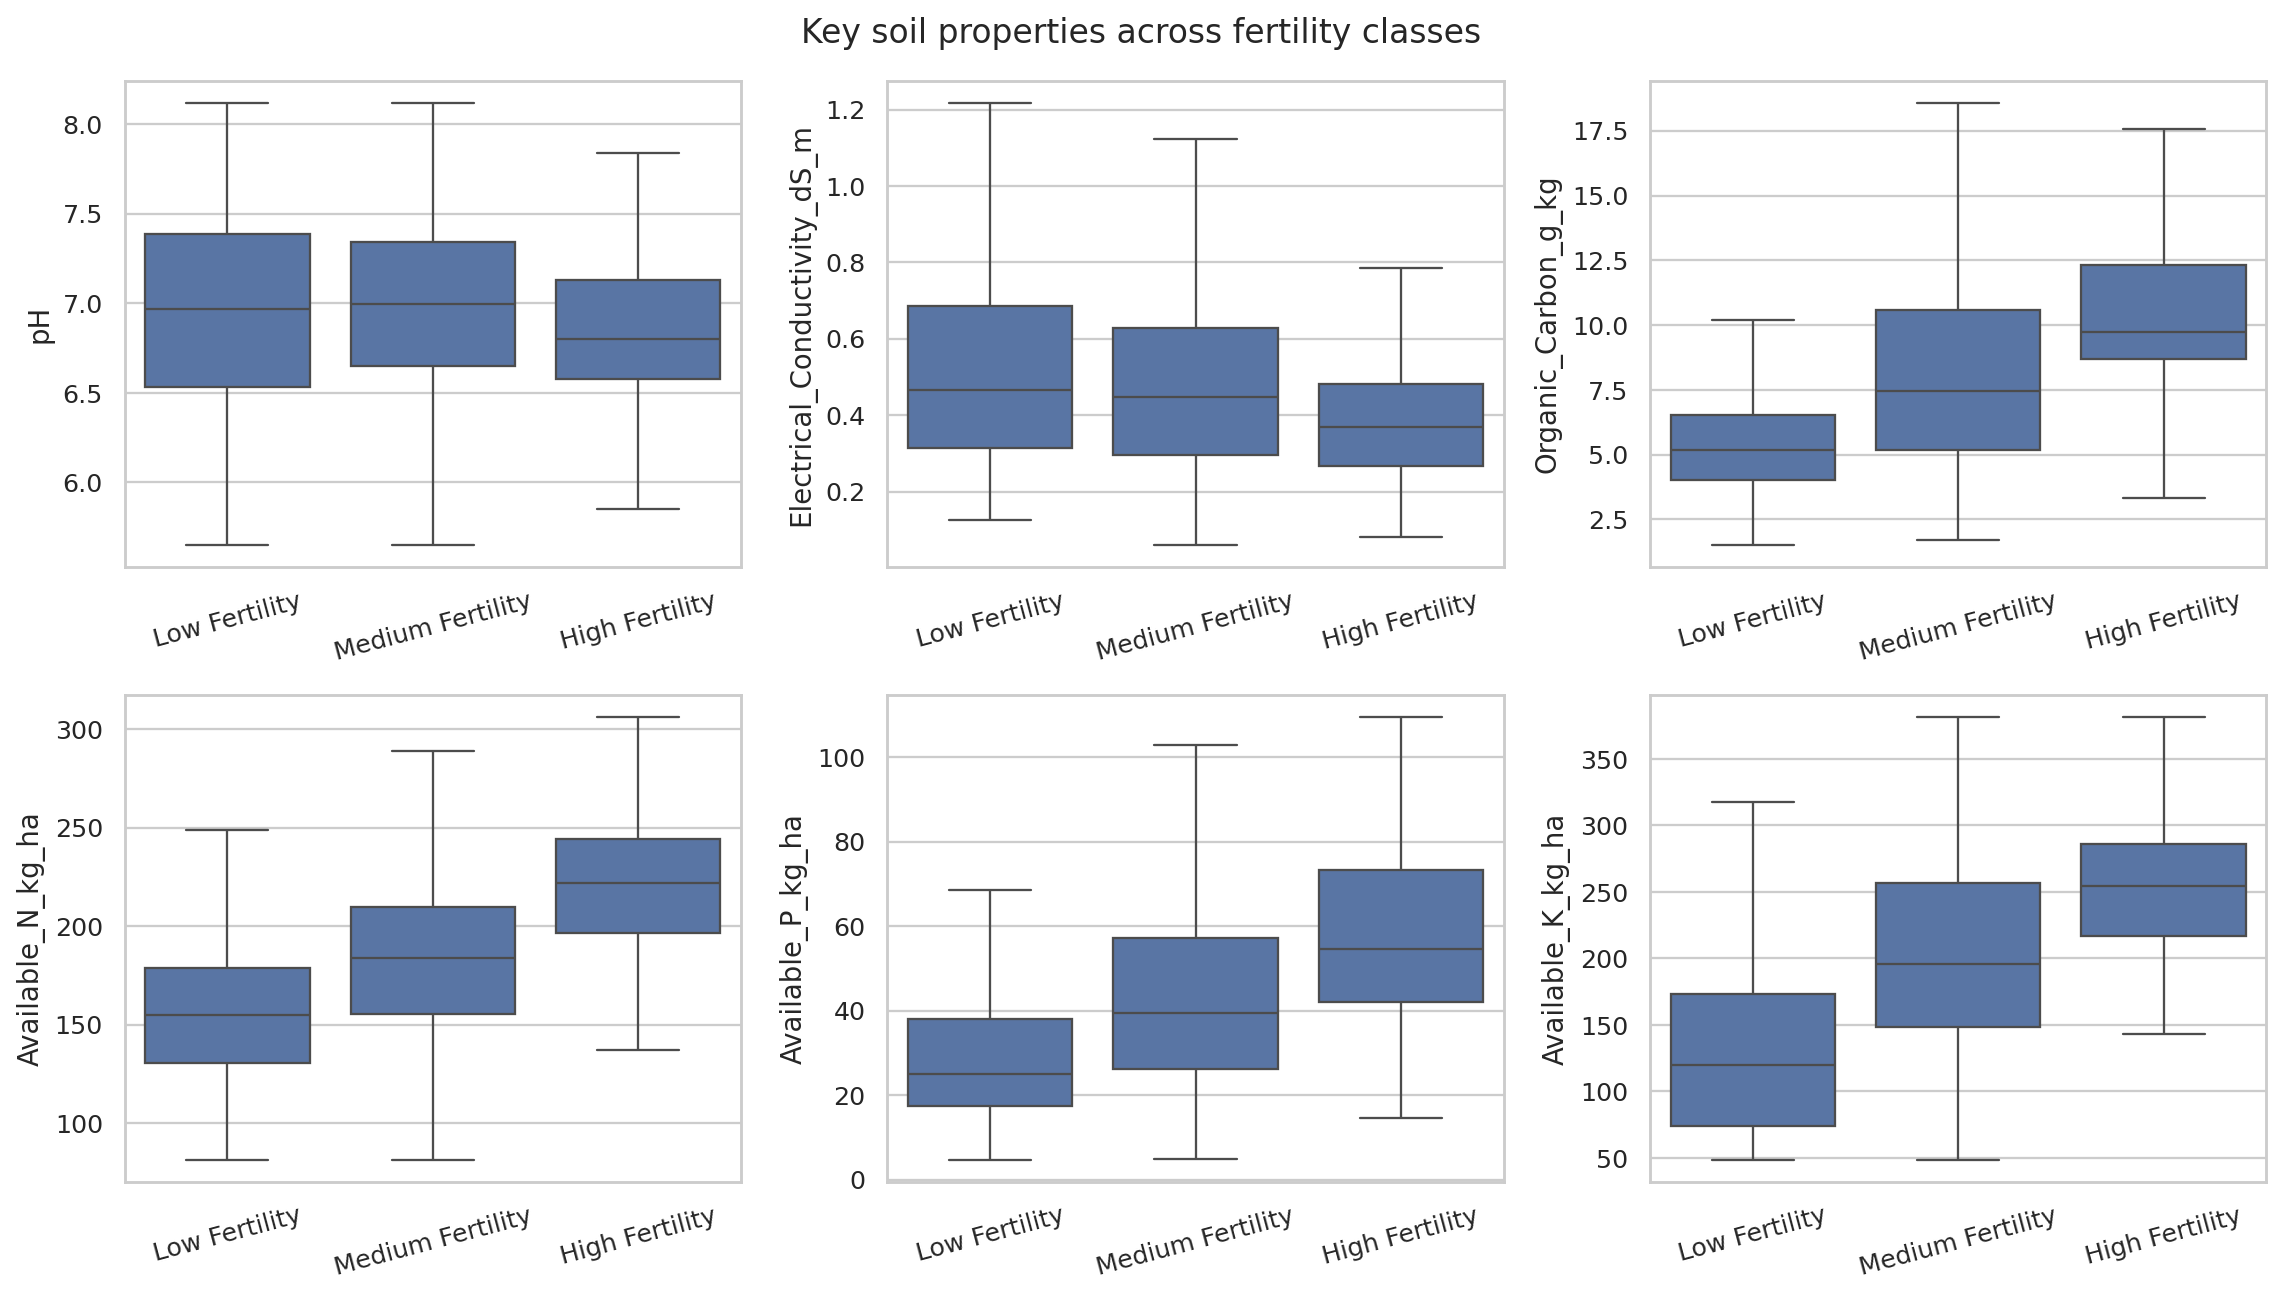 Key soil properties across fertility classes
pH
8.0
7.5
7.0
6.5
6.0
Low Fertility
Medium Fertility
High Fertility
Electrical_Conductivity_dS_m
1.2
1.0
0.8
0.6
0.4
0.2
Low Fertility
Medium Fertility
High Fertility
Organic_Carbon_g_kg
17.5
15.0
12.5
10.0
7.5
5.0
2.5
Low Fertility
Medium Fertility
High Fertility
Available_N_kg_ha
300
250
200
150
100
Low Fertility
Medium Fertility
High Fertility
Available_P_kg_ha
100
80
60
40
20
0
Low Fertility
Medium Fertility
High Fertility
Available_K_kg_ha
350
300
250
200
150
100
50
Low Fertility
Medium Fertility
High Fertility